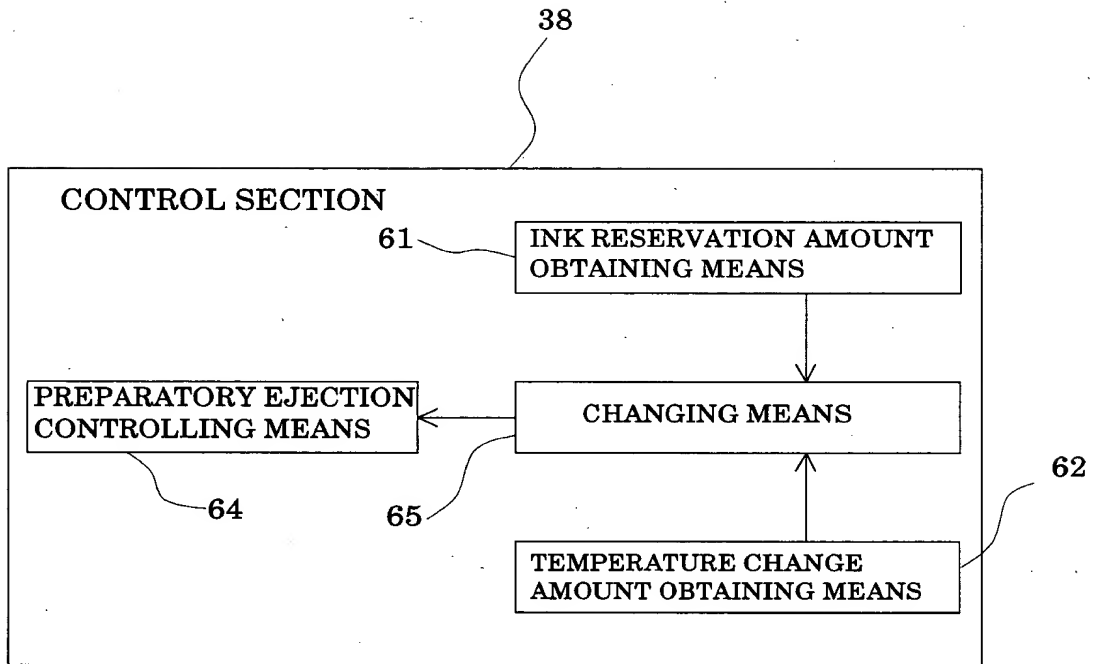 38
CONTROL SECTION
61
INK RESERVATION AMOUNT
OBTAINING MEANS
PREPARATORY EJECTION
CONTROLLING MEANS
CHANGING MEANS
64
65
62
TEMPERATURE CHANGE
AMOUNT OBTAINING MEANS